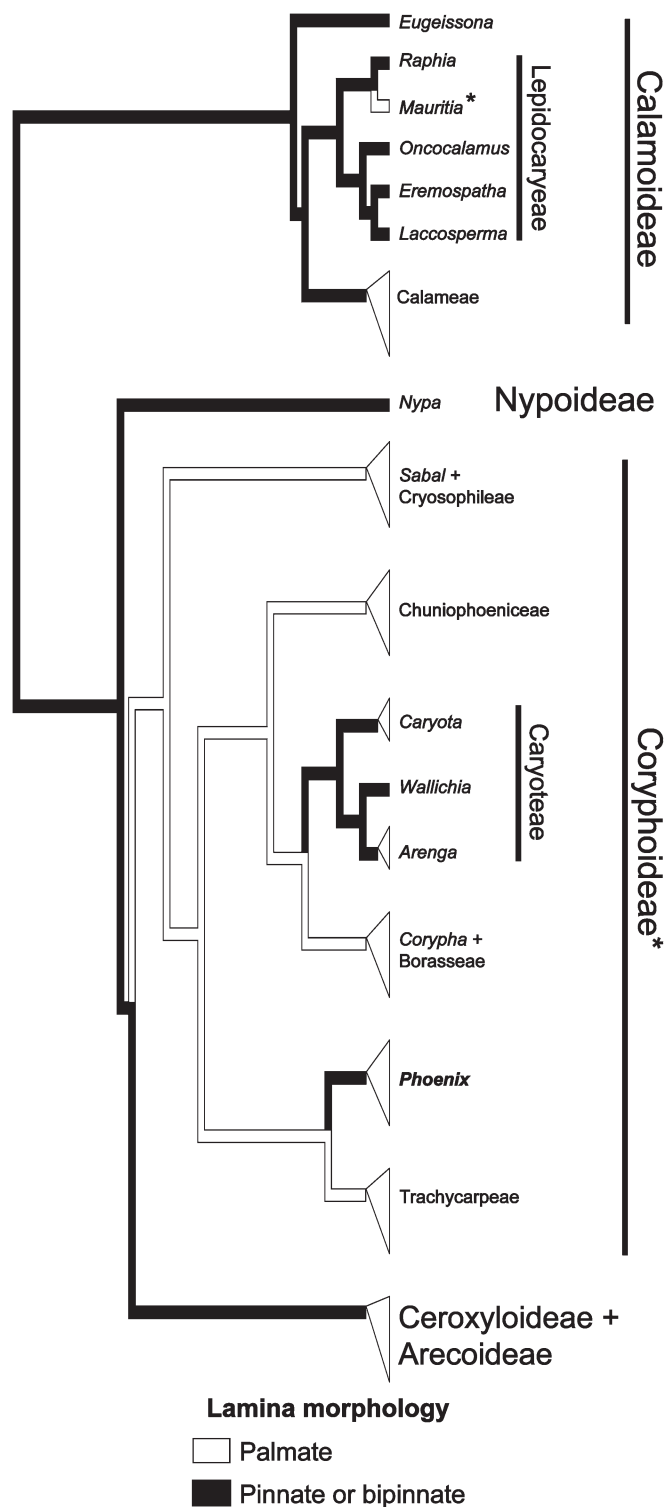 Eugeissona
Raphia
Mauritia*
Oncocalamus
Eremospatha
Laccosperma
Lepidocaryeae
Calameae
Calamoideae
Nypa
Nypoideae
Sabal +
Cryosophileae
Chuniophoeniceae
Caryota
Wallichia
Arenga
Caryoteae
Corypha +
Borasseae
Phoenix
Trachycarpeae
Coryphoideae*
Ceroxyloideae +
Arecoideae
Lamina morphology
Palmate
Pinnate or bipinnate